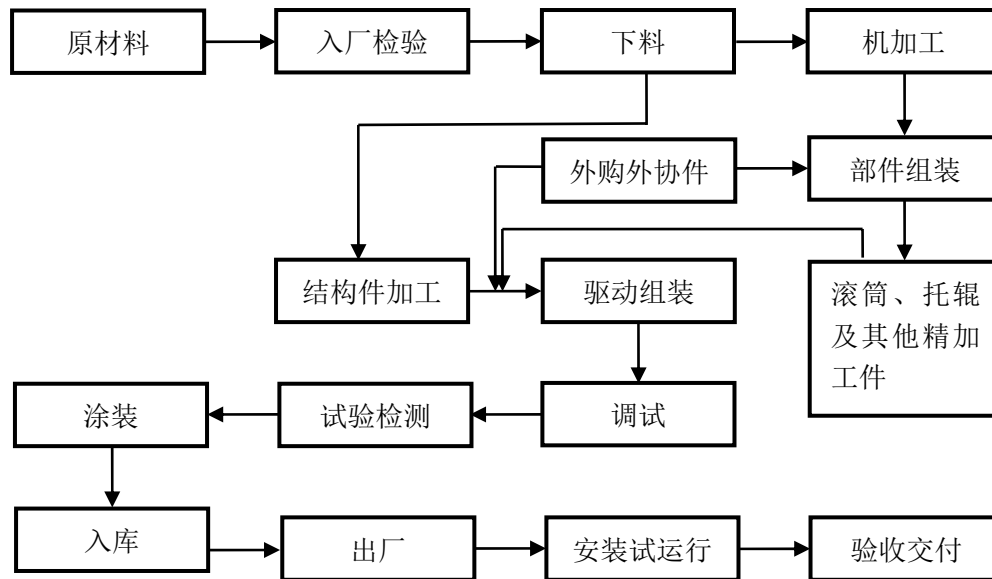 原材料
入厂检验
下料
机加工
外购外协件
部件组装
结构件加工
驱动组装
滚筒、托辊
及其他精加
工件
涂装
试验检测
调试
入库
出厂
安装试运行
验收交付